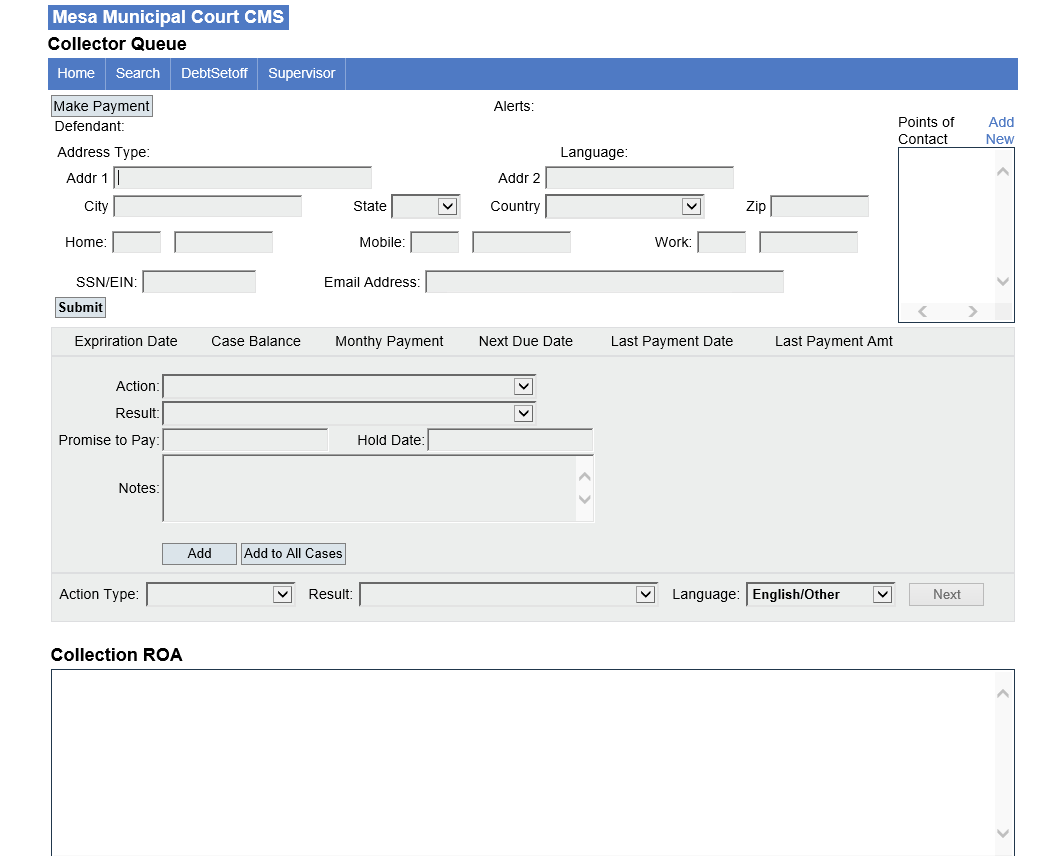 Mesa Municipal Court CMS
Collector Queue
Home Search DebtSetoff Supervisor
Make Payment Alerts:
Defendant:
Points of Contact Add New
Address Type: Language:
Addr 1 Addr 2
City State Country Zip
Home: Mobile: Work:
SSN/EIN: Email Address:
Submit
Expriration Date Case Balance Monthy Payment Next Due Date Last Payment Date Last Payment Amt
Action:
Result:
Promise to Pay: Hold Date:
Notes:
Add Add to All Cases
Action Type: Result: Language: English/Other Next
Collection ROA